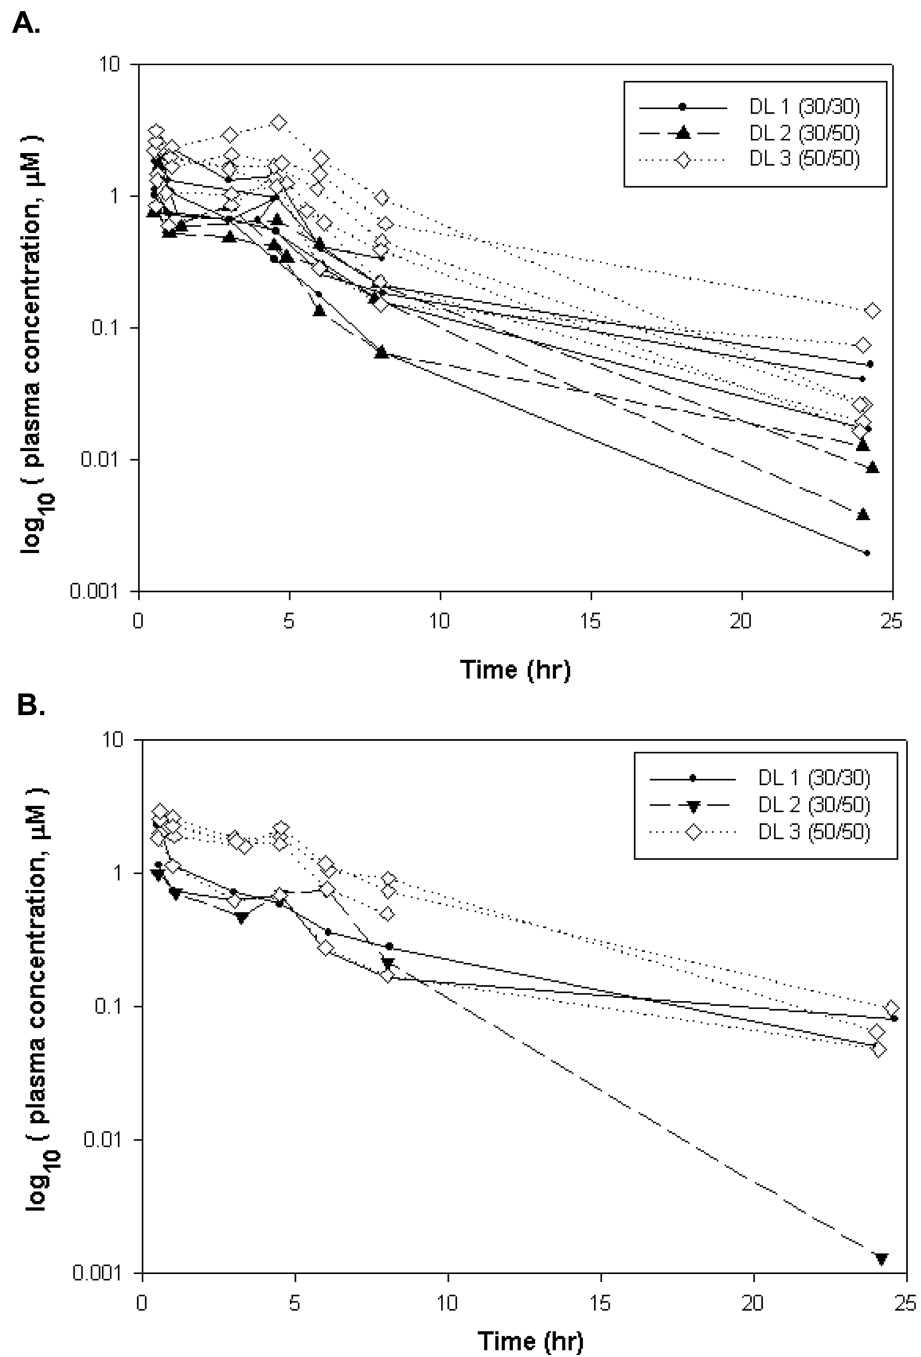 A.
10
1
0.1
0.01
0.001
log10 ( plasma concentration, µM)
DL 1 (30/30)
DL 2 (30/50)
DL 3 (50/50)
0 5 10 15 20 25
Time (hr)
B.
10
1
0.1
0.01
0.001
log10 ( plasma concentration, µM)
DL 1 (30/30)
DL 2 (30/50)
DL 3 (50/50)
0 5 10 15 20 25
Time (hr)